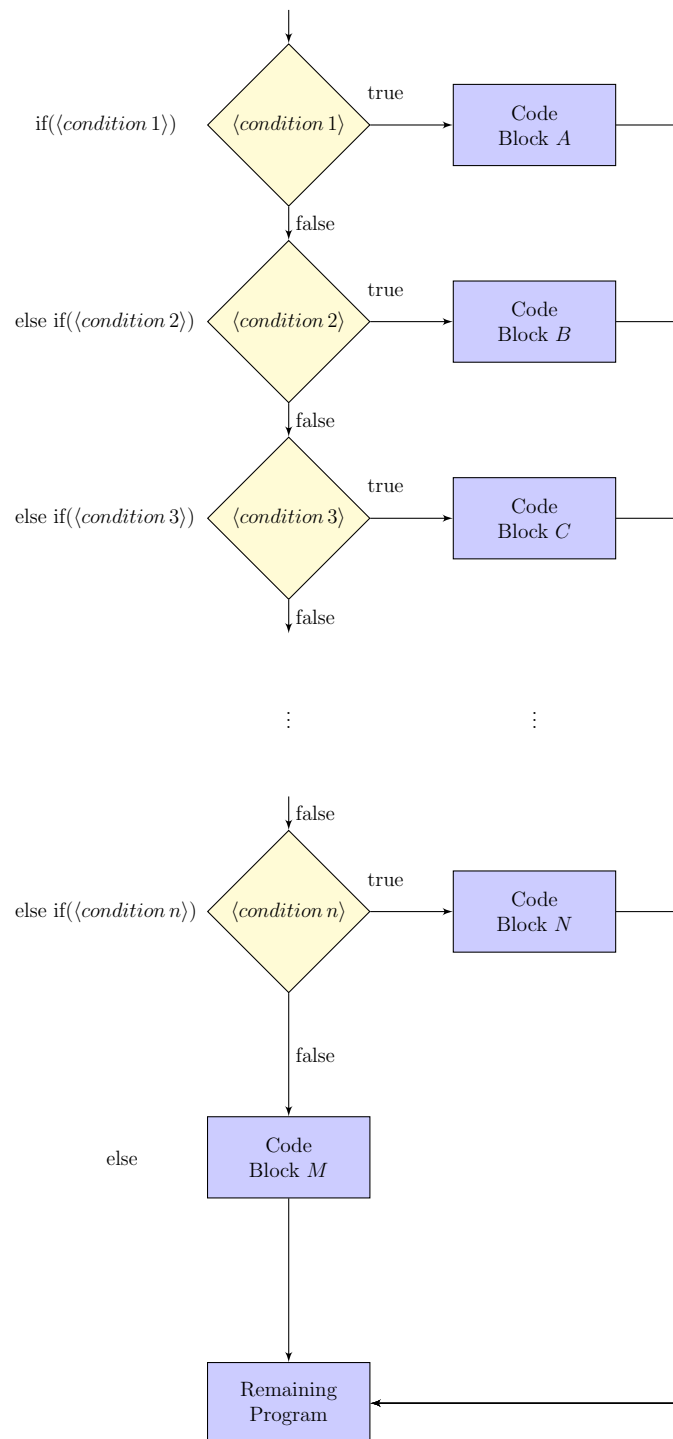 true
if(⟨condition 1⟩)
⟨condition 1⟩
Code
Block A
false
true
else if(⟨condition 2⟩)
⟨condition 2⟩
Code
Block B
false
true
else if(⟨condition 3⟩)
⟨condition 3⟩
Code
Block C
false
⋮
⋮
false
true
else if(⟨condition n⟩)
⟨condition n⟩
Code
Block N
false
else
Code
Block M
Remaining
Program